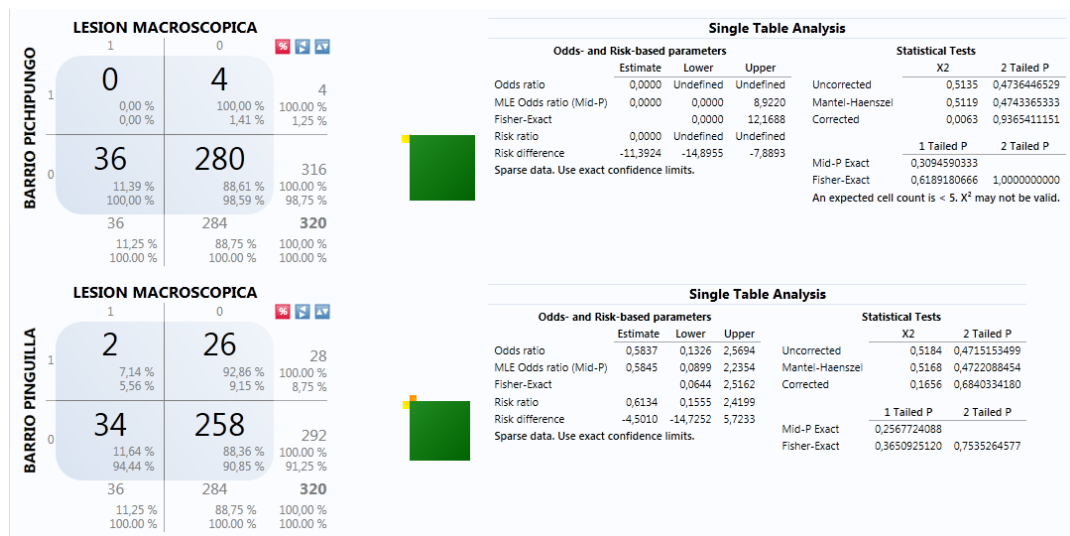 LESION MACROSCOPICA
1 0 %
BARRIO PICHIPUNGO
1 0 4 4
0,00 % 100,00 % 100.00 %
0,00 % 1,41 % 1,25 %
0 36 280 316
11,39 % 88,61 % 100.00 %
100,00 % 98,59 % 98,75 %
36 284 320
11,25 % 88,75 % 100,00 %
100.00 % 100.00 % 100.00 %
Single Table Analysis
Odds- and Risk-based parameters
Estimate Lower Upper
Odds ratio 0,0000 Undefined Undefined
MLE Odds ratio (Mid-P) 0,0000 0,0000 8,9220
Fisher-Exact 0,0000 12,1688
Risk ratio 0,0000 Undefined Undefined
Risk difference -11,3924 -14,8955 -7,8893
Sparse data. Use exact confidence limits.
Statistical Tests
X2 2 Tailed P
Uncorrected 0,5135 0,4736446529
Mantel-Haenszel 0,5119 0,4743365333
Corrected 0,0063 0,9365411151
1 Tailed P 2 Tailed P
Mid-P Exact 0,3094590333
Fisher-Exact 0,6189180666 1,0000000000
An expected cell count is < 5. X² may not be valid.
LESION MACROSCOPICA
1 0 %
BARRIO PINGUILLA
1 2 26 28
7,14 % 92,86 % 100.00 %
5,56 % 9,15 % 8,75 %
0 34 258 292
11,64 % 88,36 % 100.00 %
94,44 % 90,85 % 91,25 %
36 284 320
11,25 % 88,75 % 100,00 %
100.00 % 100.00 % 100.00 %
Single Table Analysis
Odds- and Risk-based parameters
Estimate Lower Upper
Odds ratio 0,5837 0,1326 2,5694
MLE Odds ratio (Mid-P) 0,5845 0,0899 2,2354
Fisher-Exact 0,0644 2,5162
Risk ratio 0,6134 0,1555 2,4199
Risk difference -4,5010 -14,7252 5,7233
Sparse data. Use exact confidence limits.
Statistical Tests
X2 2 Tailed P
Uncorrected 0,5184 0,4715153499
Mantel-Haenszel 0,5168 0,4722088454
Corrected 0,1656 0,6840334180
1 Tailed P 2 Tailed P
Mid-P Exact 0,2567724088
Fisher-Exact 0,3650925120 0,7535264577